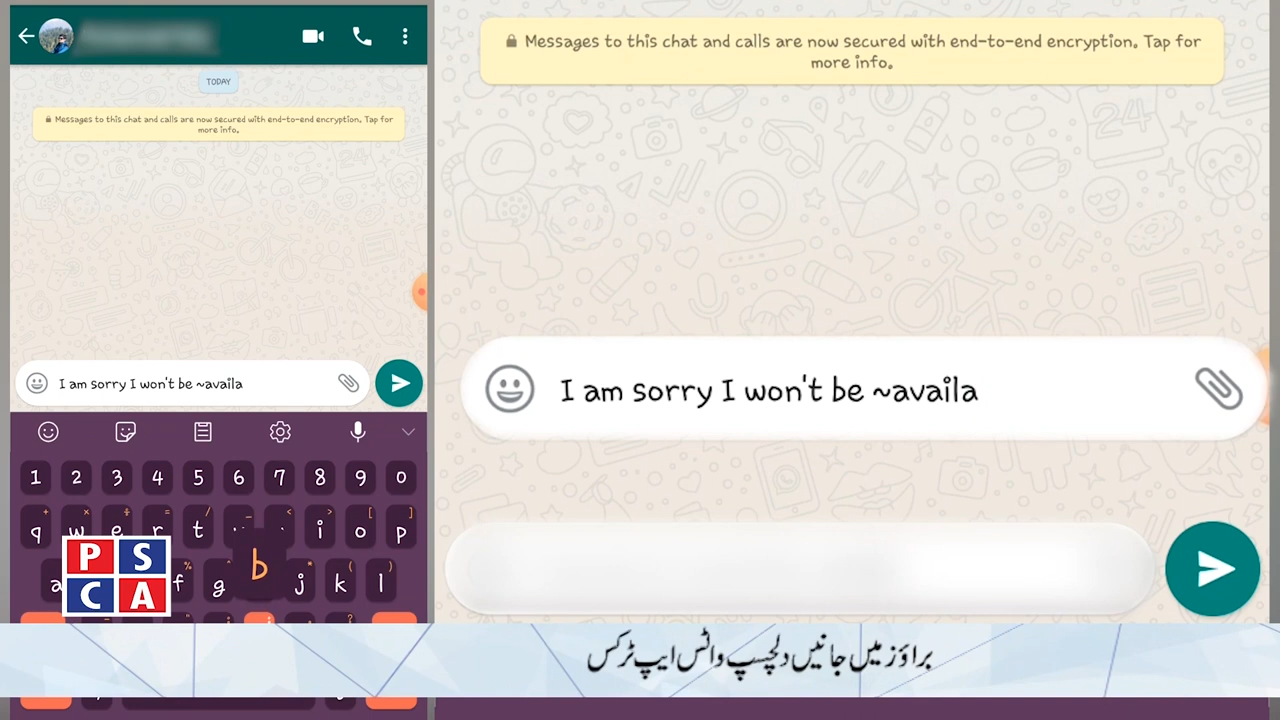 TODAY
Messages to this chat and calls are now secured with end-to-end encryption. Tap for
more info.
I am sorry I won't be ~availa
1 2 3 4 5 6 7 8 9 0
q w e r t i o p
a f g b j k l
Messages to this chat and calls are now secured with end-to-end encryption. Tap for
more info.
I am sorry I won't be ~availa
24
BFF
P S
C A
براؤز میں جانیں دلچسپ واٹس ایپ ٹرکس